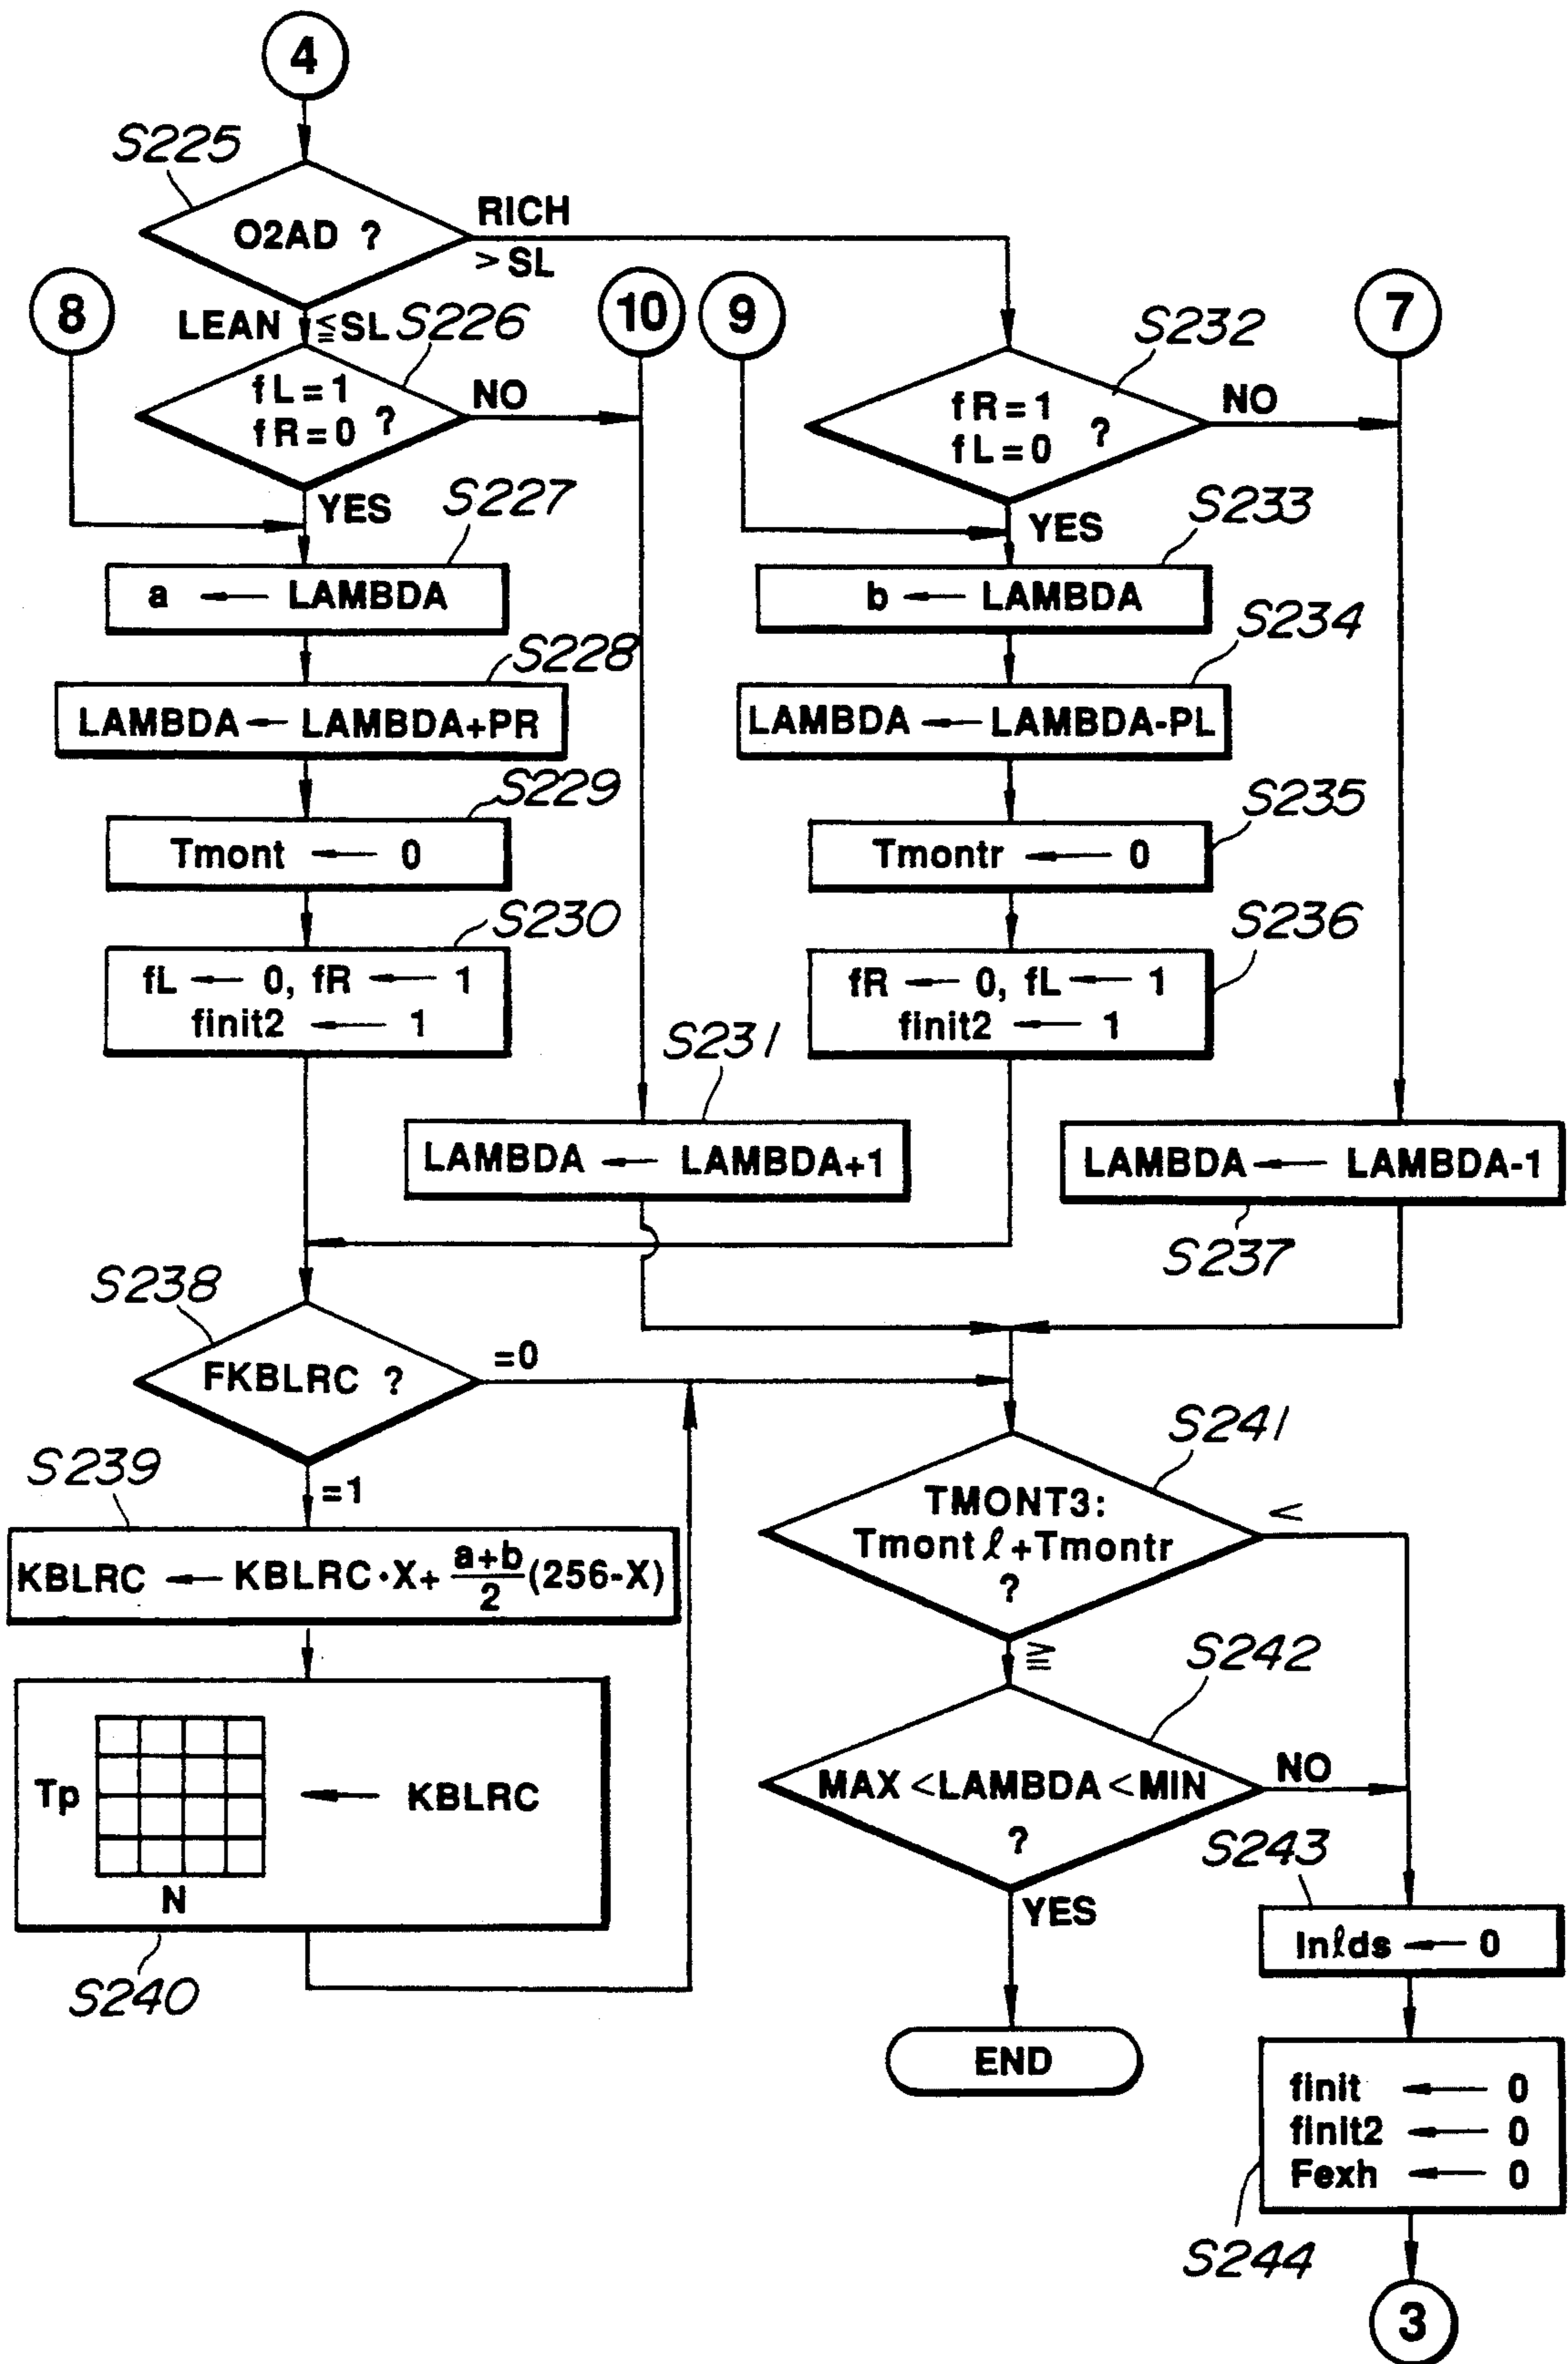 4
S225
O2AD ?
RICH
> SL
8
LEAN ≦SL
S226
10
9
7
fL=1
fR=0 ?
NO
S232
fR=1
fL=0 ?
NO
YES
S227
a ← LAMBDA
YES
S233
b ← LAMBDA
S228
LAMBDA ← LAMBDA+PR
S234
LAMBDA ← LAMBDA-PL
S229
Tmont ← 0
S235
Tmontr ← 0
S230
fL ← 0, fR ← 1
finit2 ← 1
S236
fR ← 0, fL ← 1
finit2 ← 1
S231
LAMBDA ← LAMBDA+1
LAMBDA ← LAMBDA-1
S237
S238
FKBLRC ?
=0
=1
S239
KBLRC ← KBLRC·X+ a+b/2 (256-X)
S241
TMONT3:
Tmontℓ+Tmontr
?
<
≧
Tp
← KBLRC
N
S240
S242
MAX <LAMBDA <MIN
?
NO
YES
S243
Inℓds ← 0
END
finit ← 0
finit2 ← 0
Fexh ← 0
S244
3